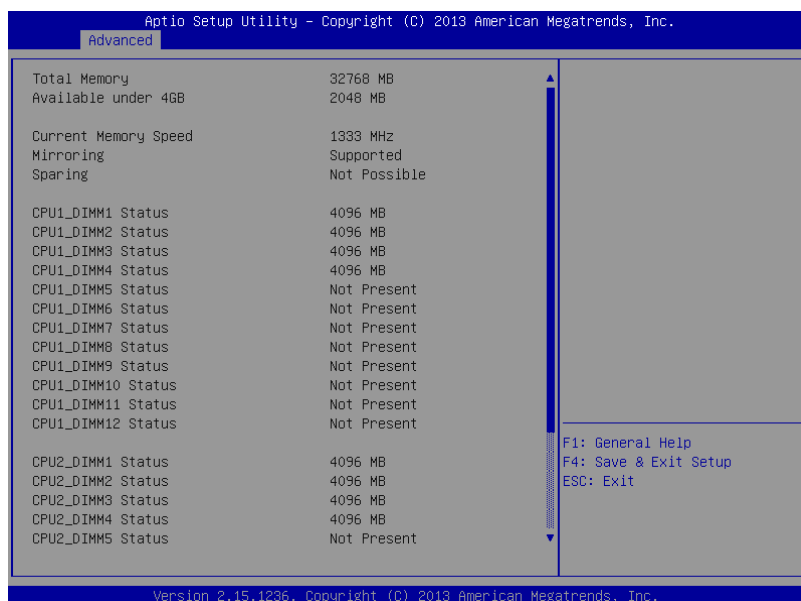 Aptio Setup Utility – Copyright (C) 2013 American Megatrends, Inc.
Advanced
Total Memory 32768 MB
Available under 4GB 2048 MB
Current Memory Speed 1333 MHz
Mirroring Supported
Sparing Not Possible
CPU1_DIMM1 Status 4096 MB
CPU1_DIMM2 Status 4096 MB
CPU1_DIMM3 Status 4096 MB
CPU1_DIMM4 Status 4096 MB
CPU1_DIMM5 Status Not Present
CPU1_DIMM6 Status Not Present
CPU1_DIMM7 Status Not Present
CPU1_DIMM8 Status Not Present
CPU1_DIMM9 Status Not Present
CPU1_DIMM10 Status Not Present
CPU1_DIMM11 Status Not Present
CPU1_DIMM12 Status Not Present
CPU2_DIMM1 Status 4096 MB
CPU2_DIMM2 Status 4096 MB
CPU2_DIMM3 Status 4096 MB
CPU2_DIMM4 Status 4096 MB
CPU2_DIMM5 Status Not Present
F1: General Help
F4: Save & Exit Setup
ESC: Exit
Version 2.15.1236. Copyright (C) 2013 American Megatrends, Inc.